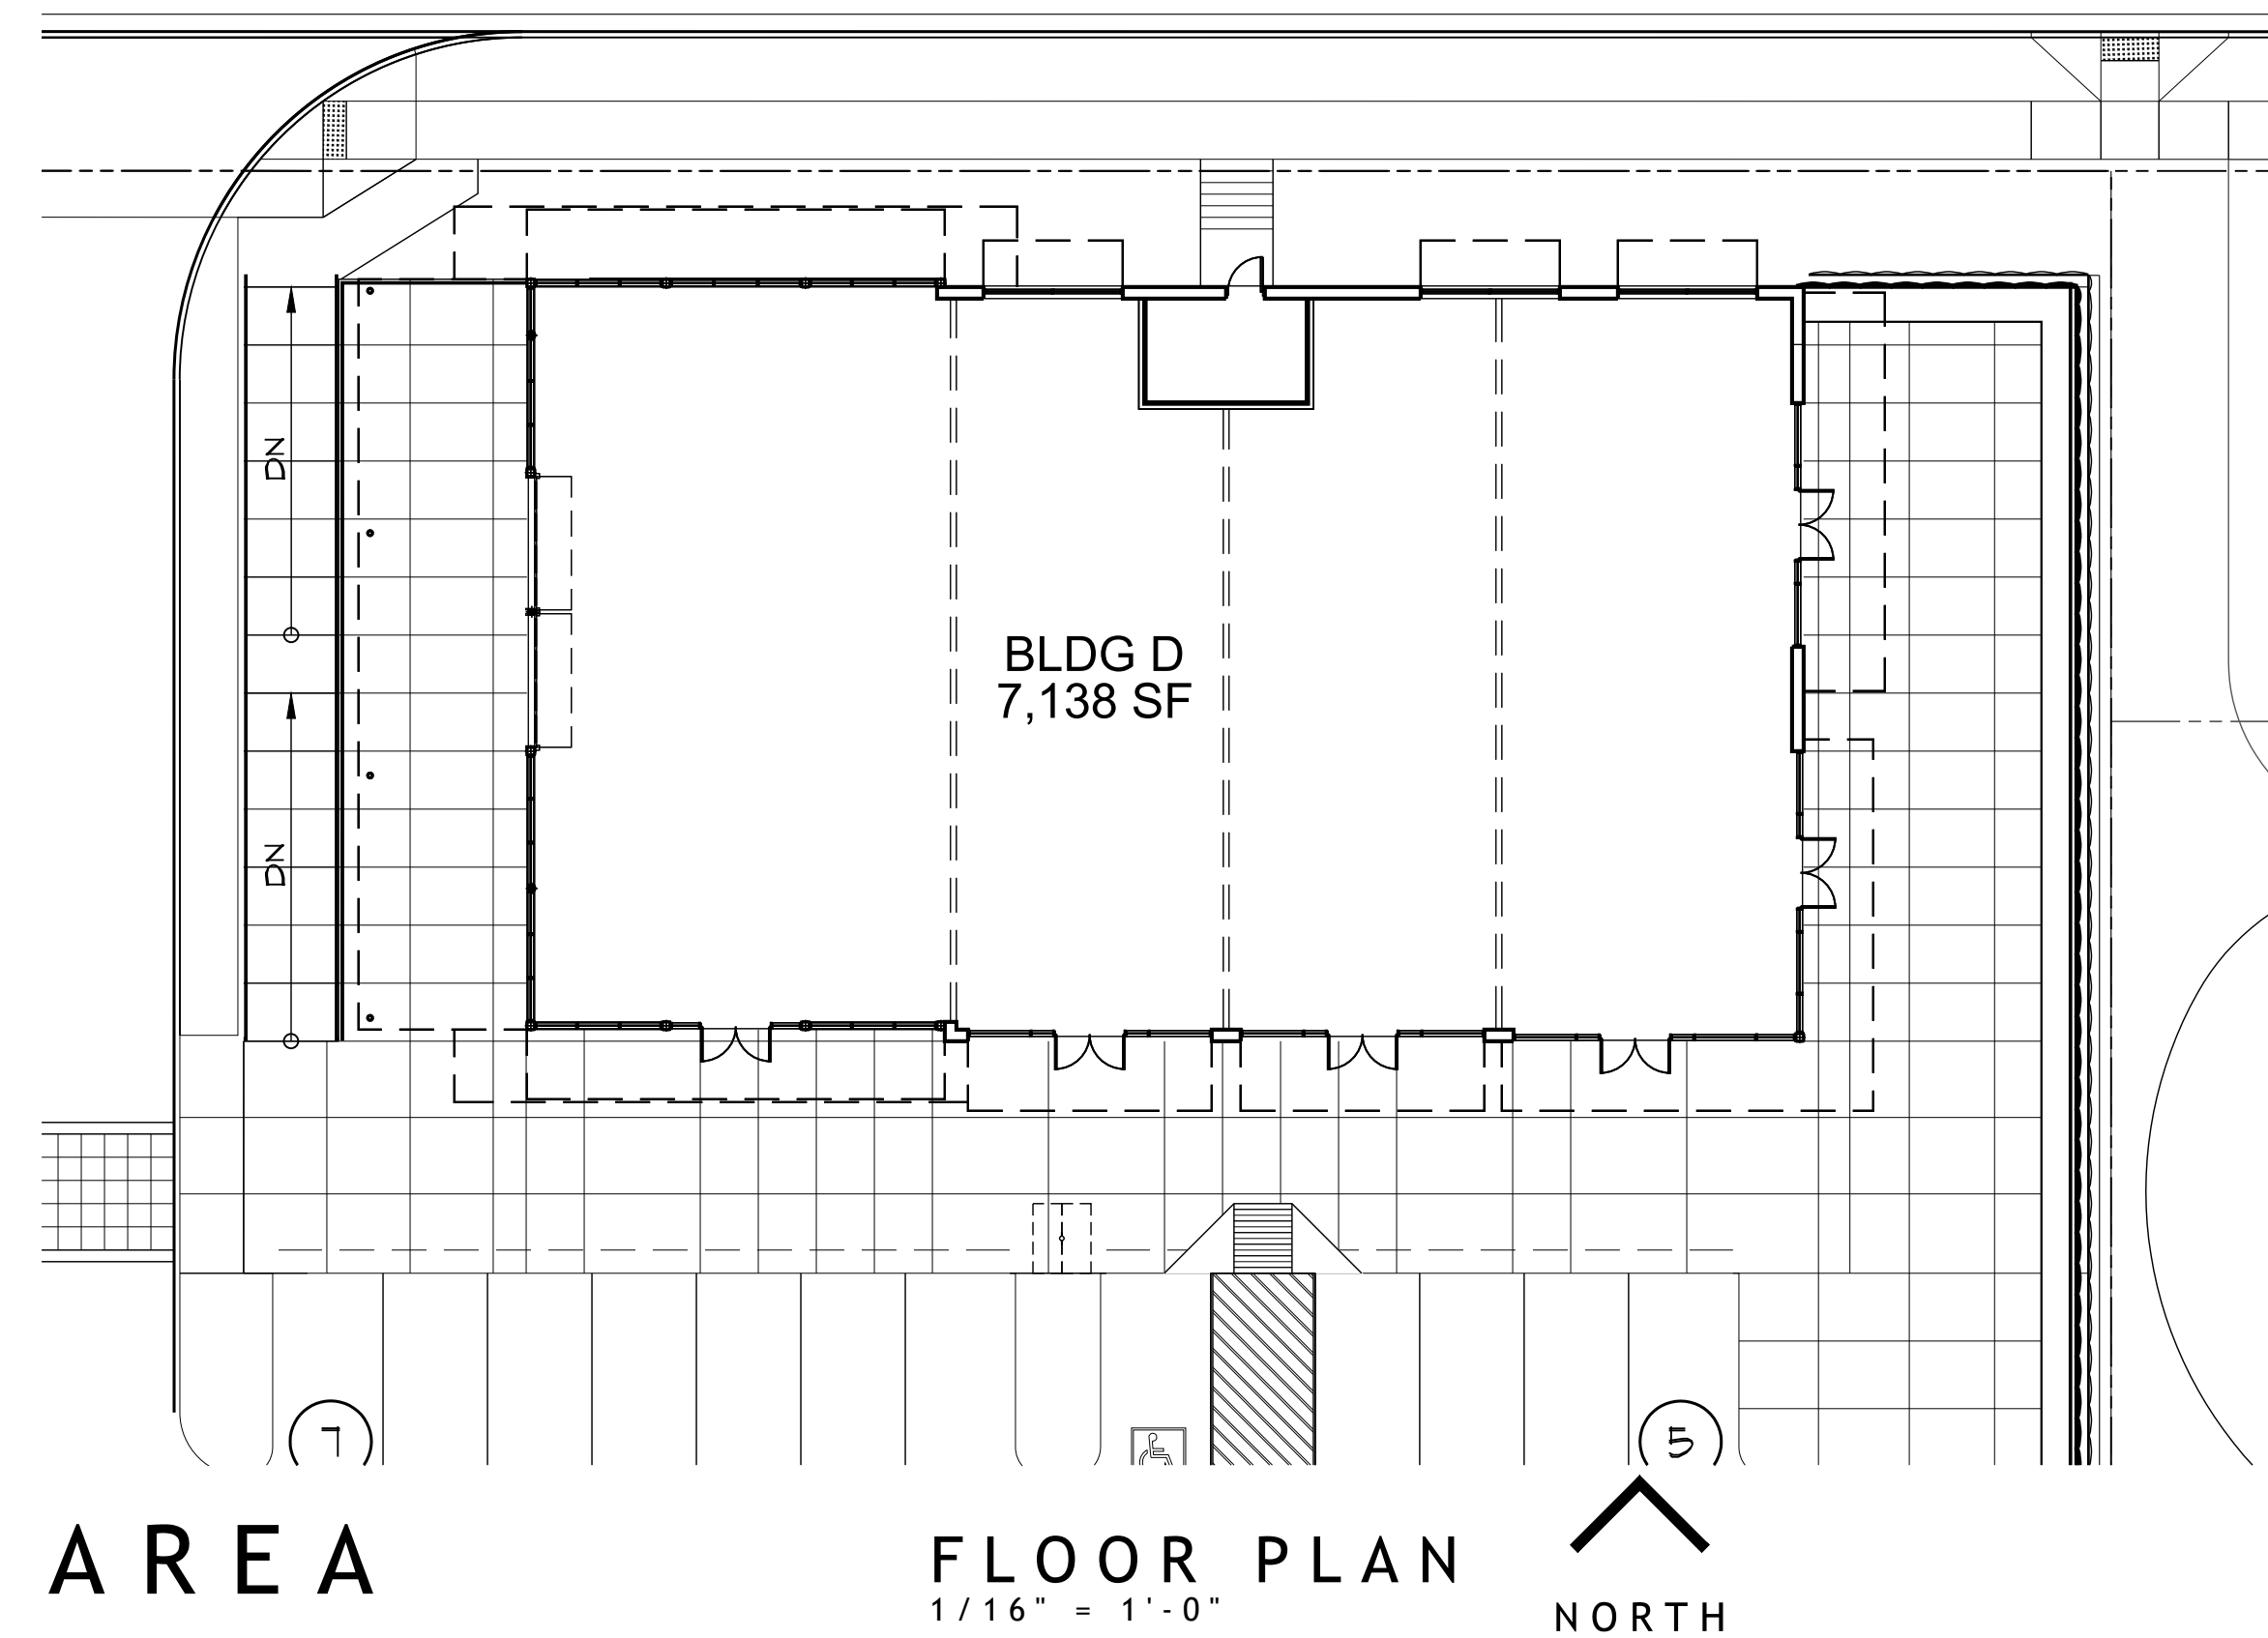 DN
DN
BLDG D
7,138 SF
7
5
AREA
FLOOR PLAN
1/16" = 1'-0"
NORTH